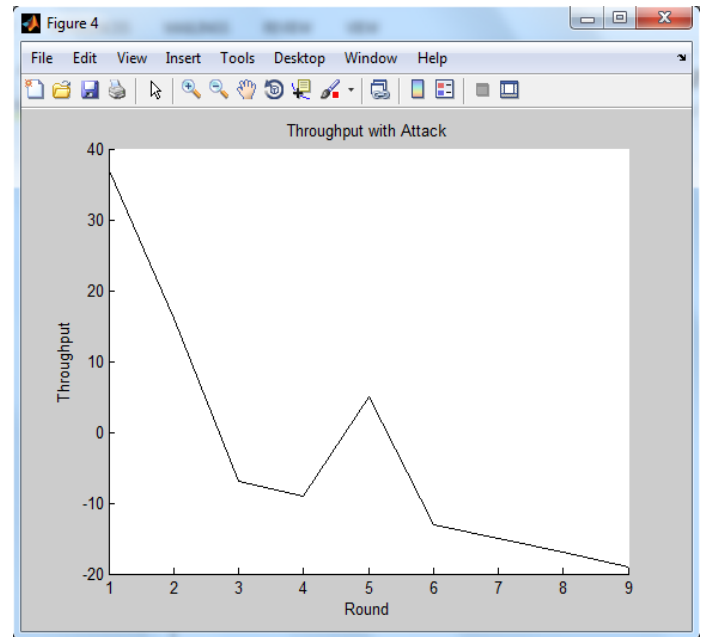 Figure 4
File Edit View Insert Tools Desktop Window Help
Throughput with Attack
40
30
20
10
0
-10
-20
Throughput
1 2 3 4 5 6 7 8 9
Round